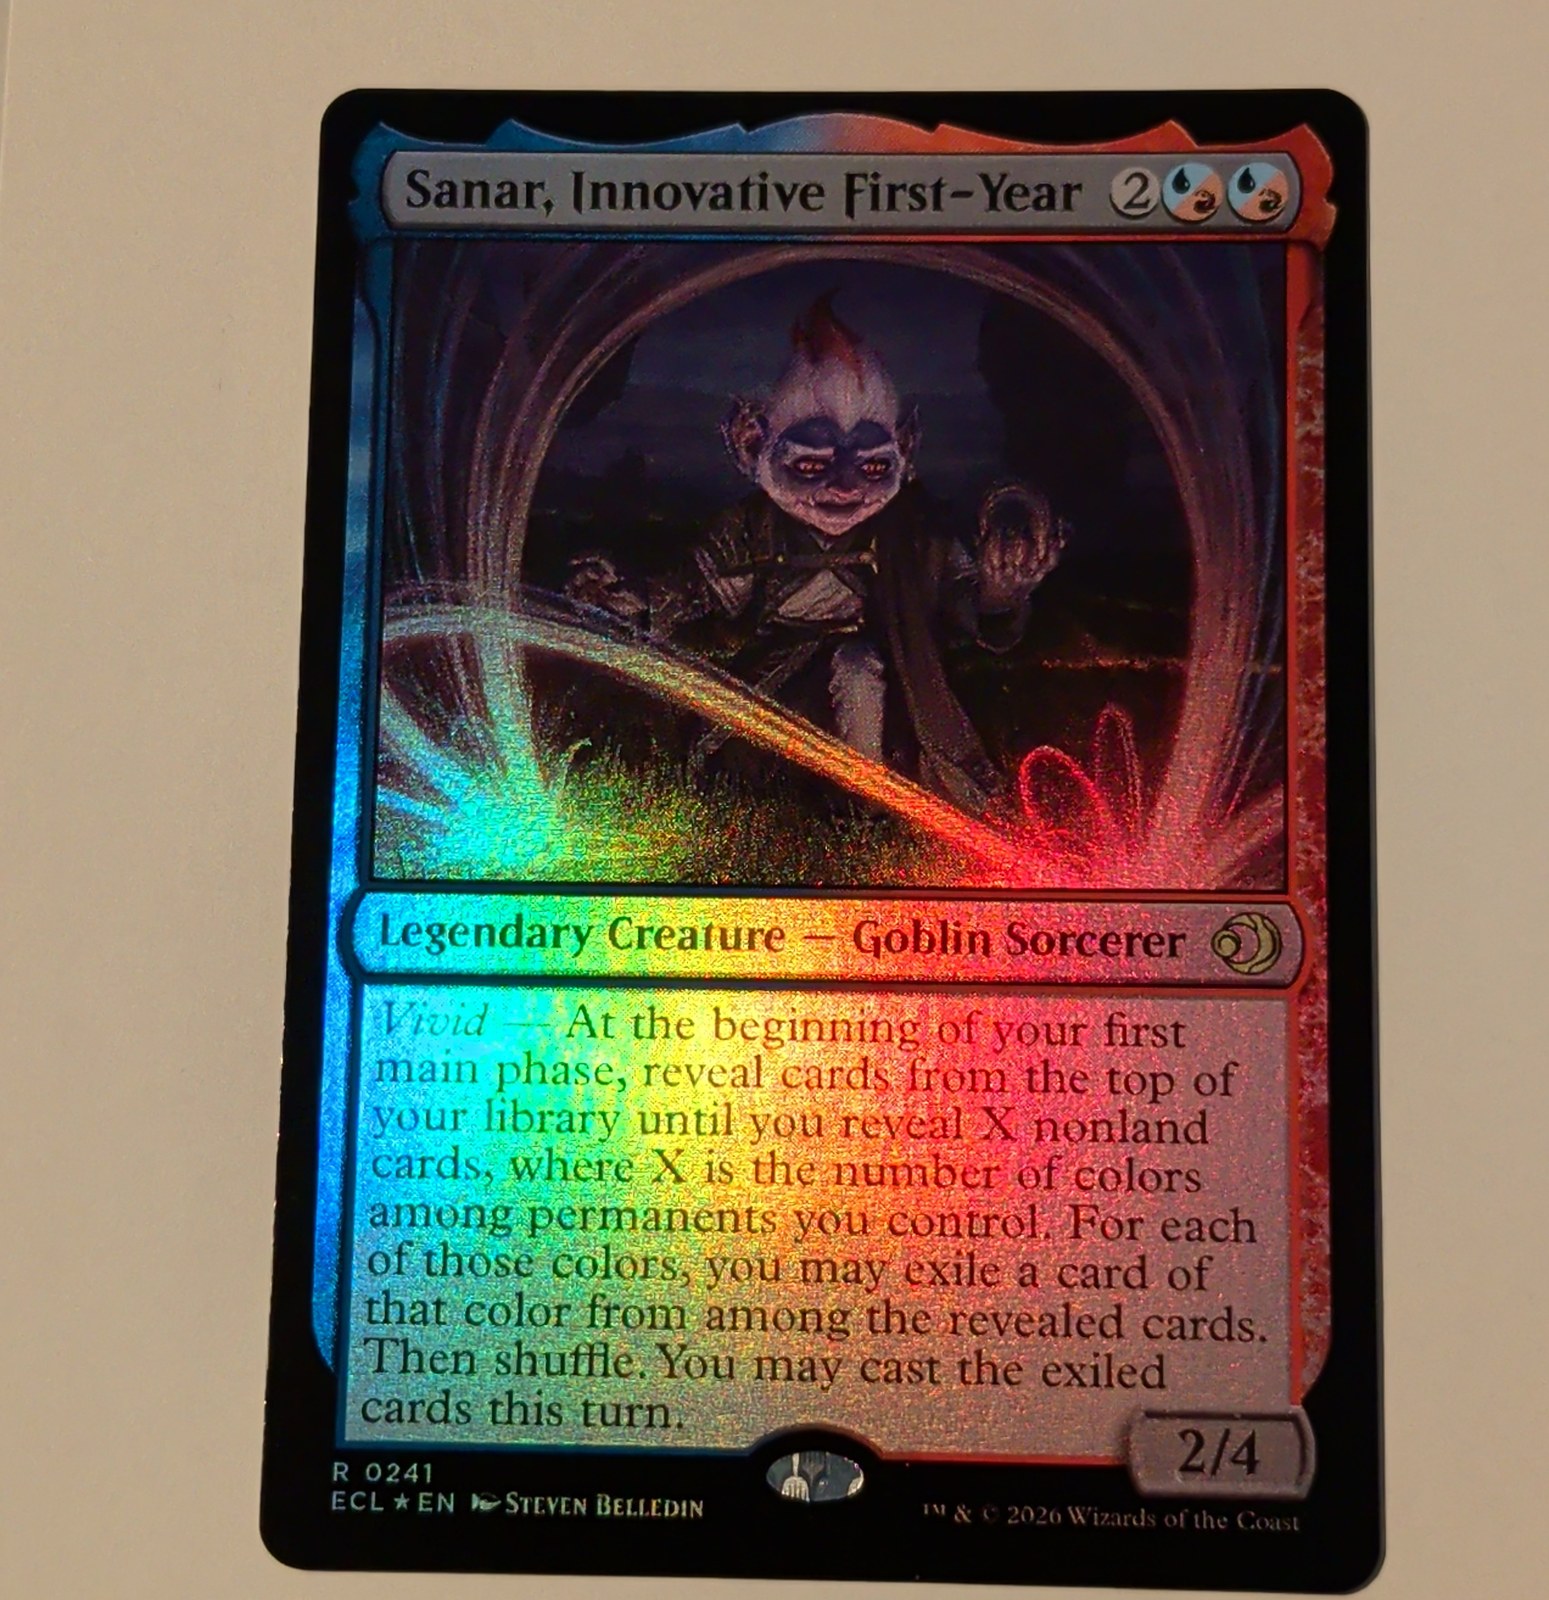 Sanar, Innovative First-Year 2
Legendary Creature — Goblin Sorcerer
Vivid — At the beginning of your first
main phase, reveal cards from the top of
your library until you reveal X nonland
cards, where X is the number of colors
among permanents you control. For each
of those colors, you may exile a card of
that color from among the revealed cards.
Then shuffle. You may cast the exiled
cards this turn.
2/4
R 0241
ECL ★ EN STEVEN BELLEDIN
™ & © 2026 Wizards of the Coast